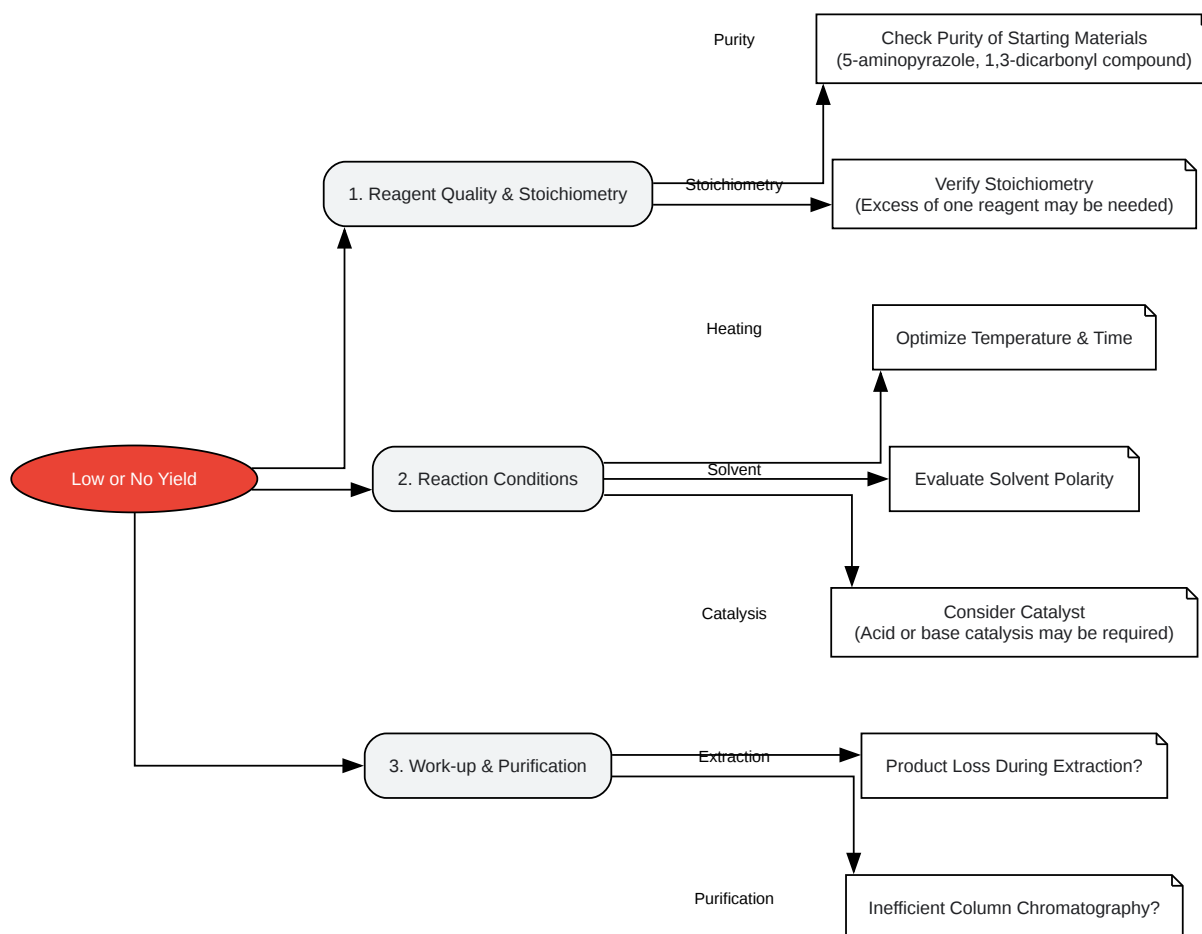 Purity
Check Purity of Starting Materials
(5-aminopyrazole, 1,3-dicarbonyl compound)
1. Reagent Quality & Stoichiometry
Stoichiometry
Verify Stoichiometry
(Excess of one reagent may be needed)
Heating
Optimize Temperature & Time
Low or No Yield
2. Reaction Conditions
Solvent
Evaluate Solvent Polarity
Catalysis
Consider Catalyst
(Acid or base catalysis may be required)
3. Work-up & Purification
Extraction
Product Loss During Extraction?
Purification
Inefficient Column Chromatography?